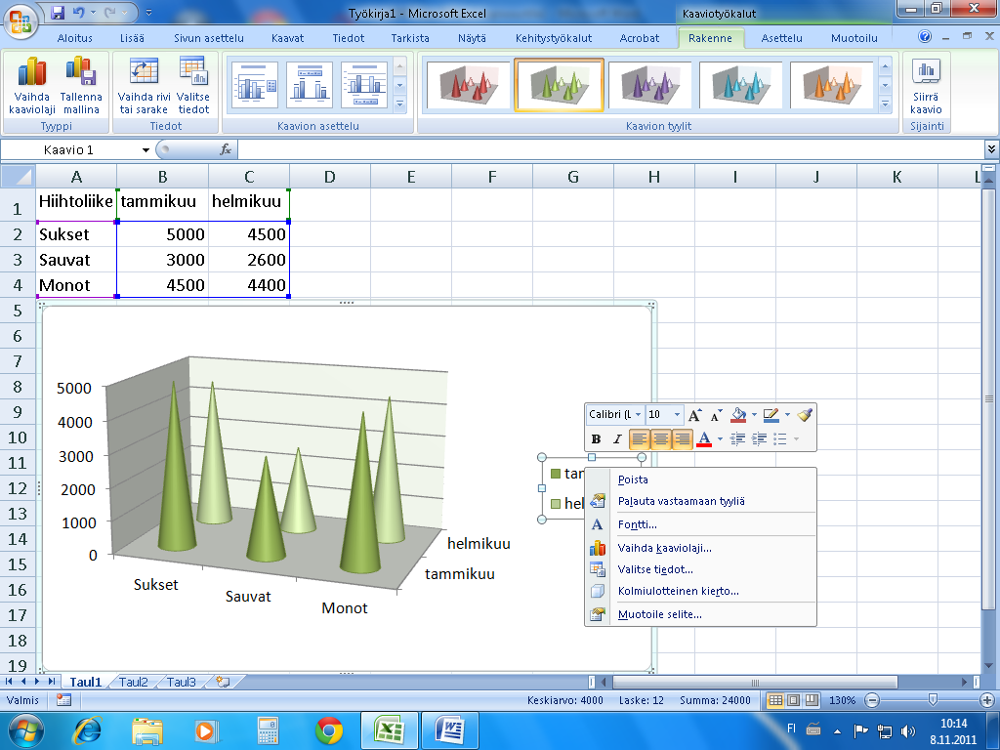 Työkirja1 - Microsoft Excel
Kaaviotyökalut
Aloitus Lisää Sivun asettelu Kaavat Tiedot Tarkista Näytä Kehitystyökalut Acrobat Rakenne Asettelu Muotoilu
Vaihda kaaviolaji
Tallenna mallina
Vaihda rivi tai sarake
Valitse tiedot
Siirrä kaavio
Tyyppi Tiedot Kaavion asettelu Kaavion tyylit Sijainti
Kaavio 1 fx
A B C D E F G H I J K L
1 Hiihtoliike tammikuu helmikuu
2 Sukset 5000 4500
3 Sauvat 3000 2600
4 Monot 4500 4400
5
6
7
8
9
10
11
12
13
14
15
16
17
18
19
5000
4000
3000
2000
1000
0
Sukset
Sauvat
Monot
helmikuu
tammikuu
tam
hel
Calibri (L 10 A A
B I A
Poista
Palauta vastaamaan tyyliä
Fontti...
Vaihda kaaviolaji...
Valitse tiedot...
Kolmiulotteinen kierto...
Muotoile selite...
Taul1 Taul2 Taul3
Valmis Keskiarvo: 4000 Laske: 12 Summa: 24000 130%
FI 10:14
8.11.2011